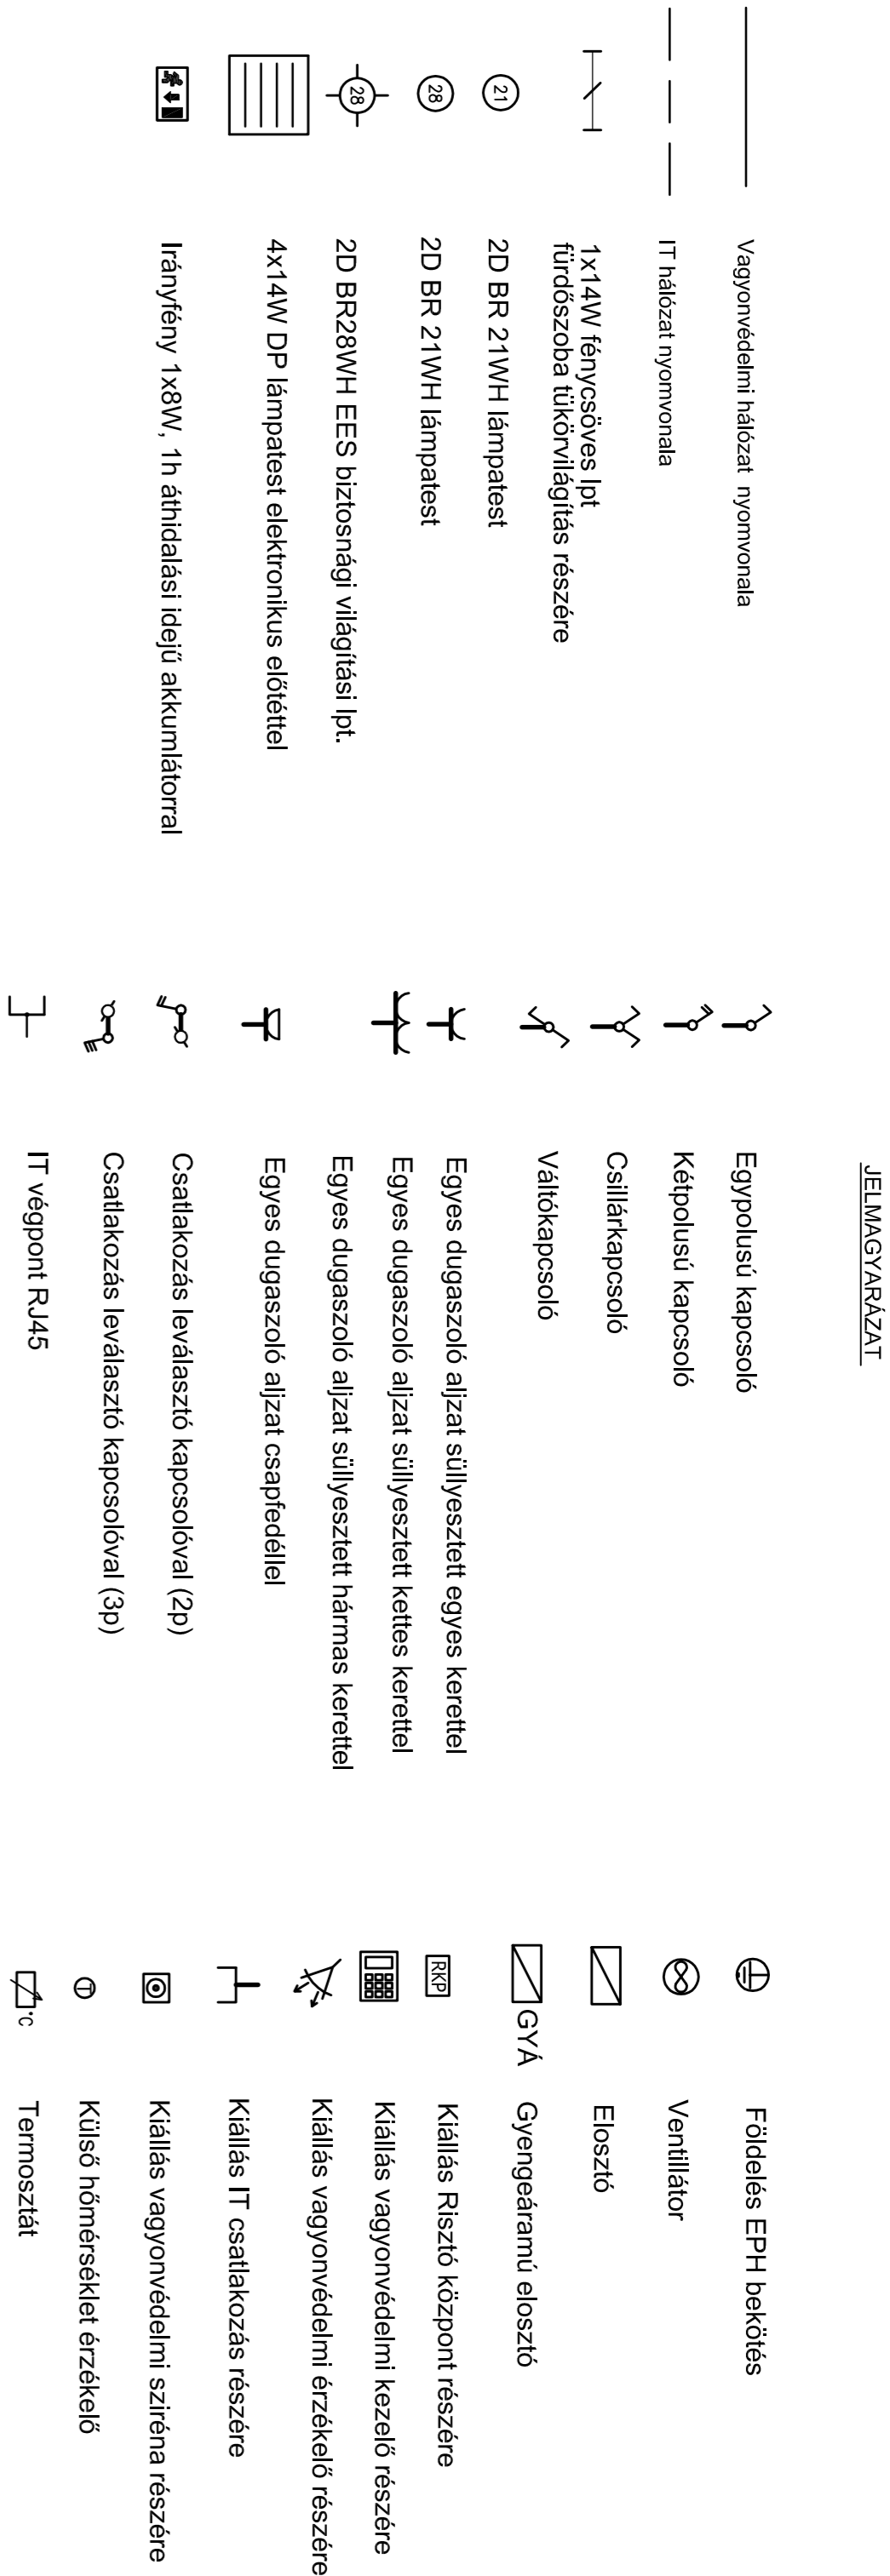 JELMAGYARÁZAT
Vagyonvédelmi hálózat nyomvonala
IT hálózat nyomvonala
1x14W fénycsöves lpt
fürdőszoba tükörvilágítás részére
21
2D BR 21WH lámpatest
28
2D BR 21WH lámpatest
28
2D BR28WH EES biztosnági világítási lpt.
4x14W DP lámpatest elektronikus előtéttel
Irányfény 1x8W, 1h áthidalási idejű akkumlátorral
Egypolusú kapcsoló
Kétpolusú kapcsoló
Csillárkapcsoló
Váltókapcsoló
Egyes dugaszoló aljzat süllyesztett egyes kerettel
Egyes dugaszoló aljzat süllyesztett kettes kerettel
Egyes dugaszoló aljzat süllyesztett hármas kerettel
Egyes dugaszoló aljzat csapfedéllel
Csatlakozás leválasztó kapcsolóval (2p)
Csatlakozás leválasztó kapcsolóval (3p)
IT végpont RJ45
Földelés EPH bekötés
Ventillátor
Elosztó
GYÁ Gyengeáramú elosztó
RKP
Kiállás Risztó központ részére
Kiállás vagyonvédelmi kezelő részére
Kiállás vagyonvédelmi érzékelő részére
Kiállás IT csatlakozás részére
Kiállás vagyonvédelmi sziréna részére
T
Külső hőmérséklet érzékelő
°C
Termosztát